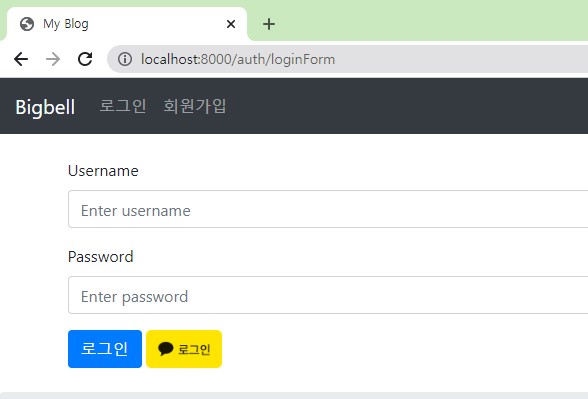 My Blog
localhost:8000/auth/loginForm
Bigbell 로그인 회원가입
Username
Enter username
Password
Enter password
로그인 로그인